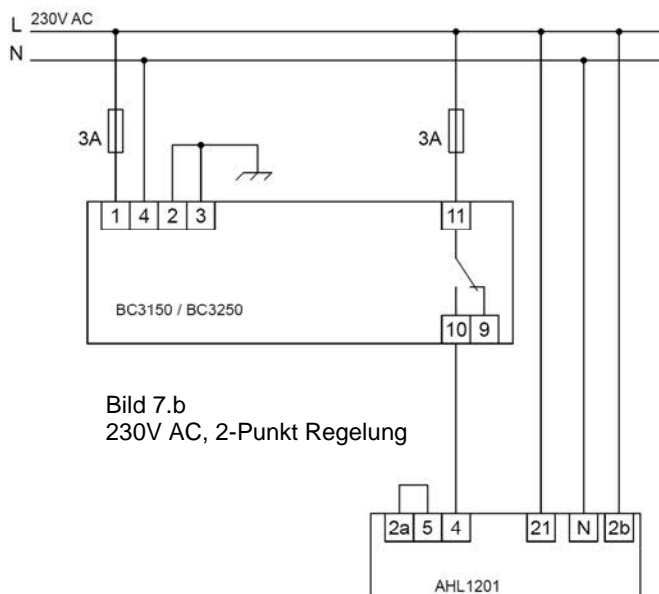 L 230V AC
N
3A 3A
1 4 2 3 11
BC3150 / BC3250
10 9
Bild 7.b
230V AC, 2-Punkt Regelung
2a 5 4 21 N 2b
AHL1201